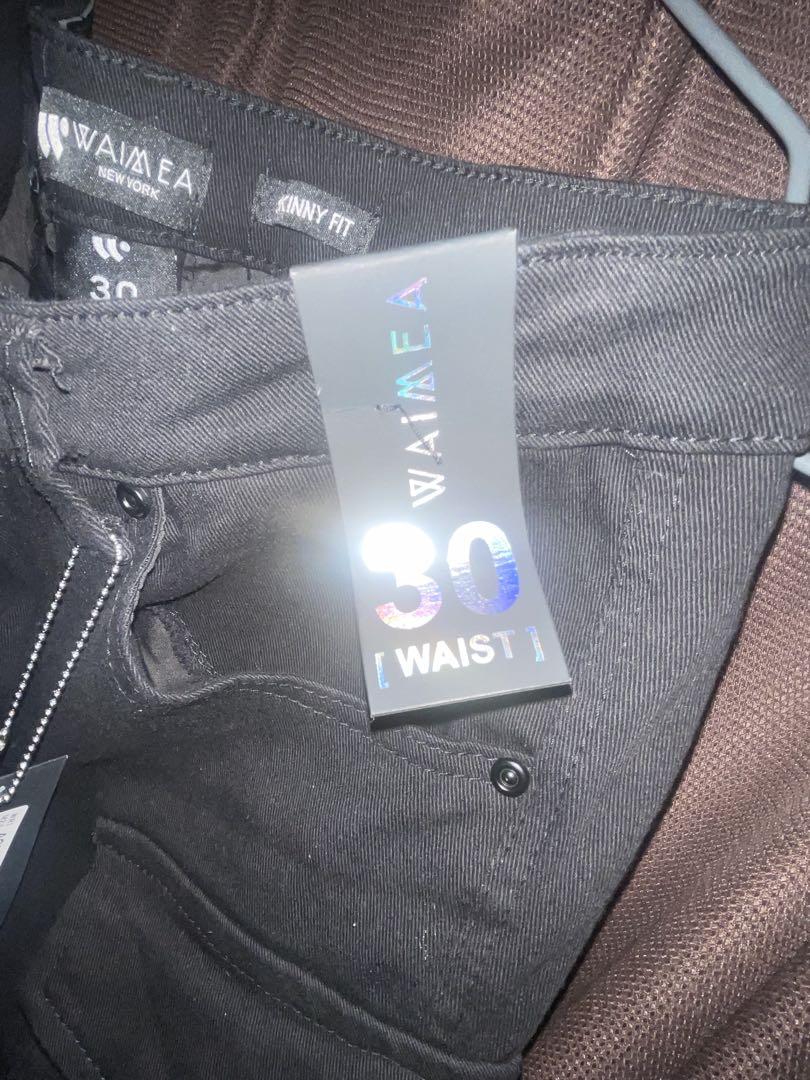 WAIMEA
NEW YORK
KINNY FIT
30
WAIMEA
30
[ WAIST ]